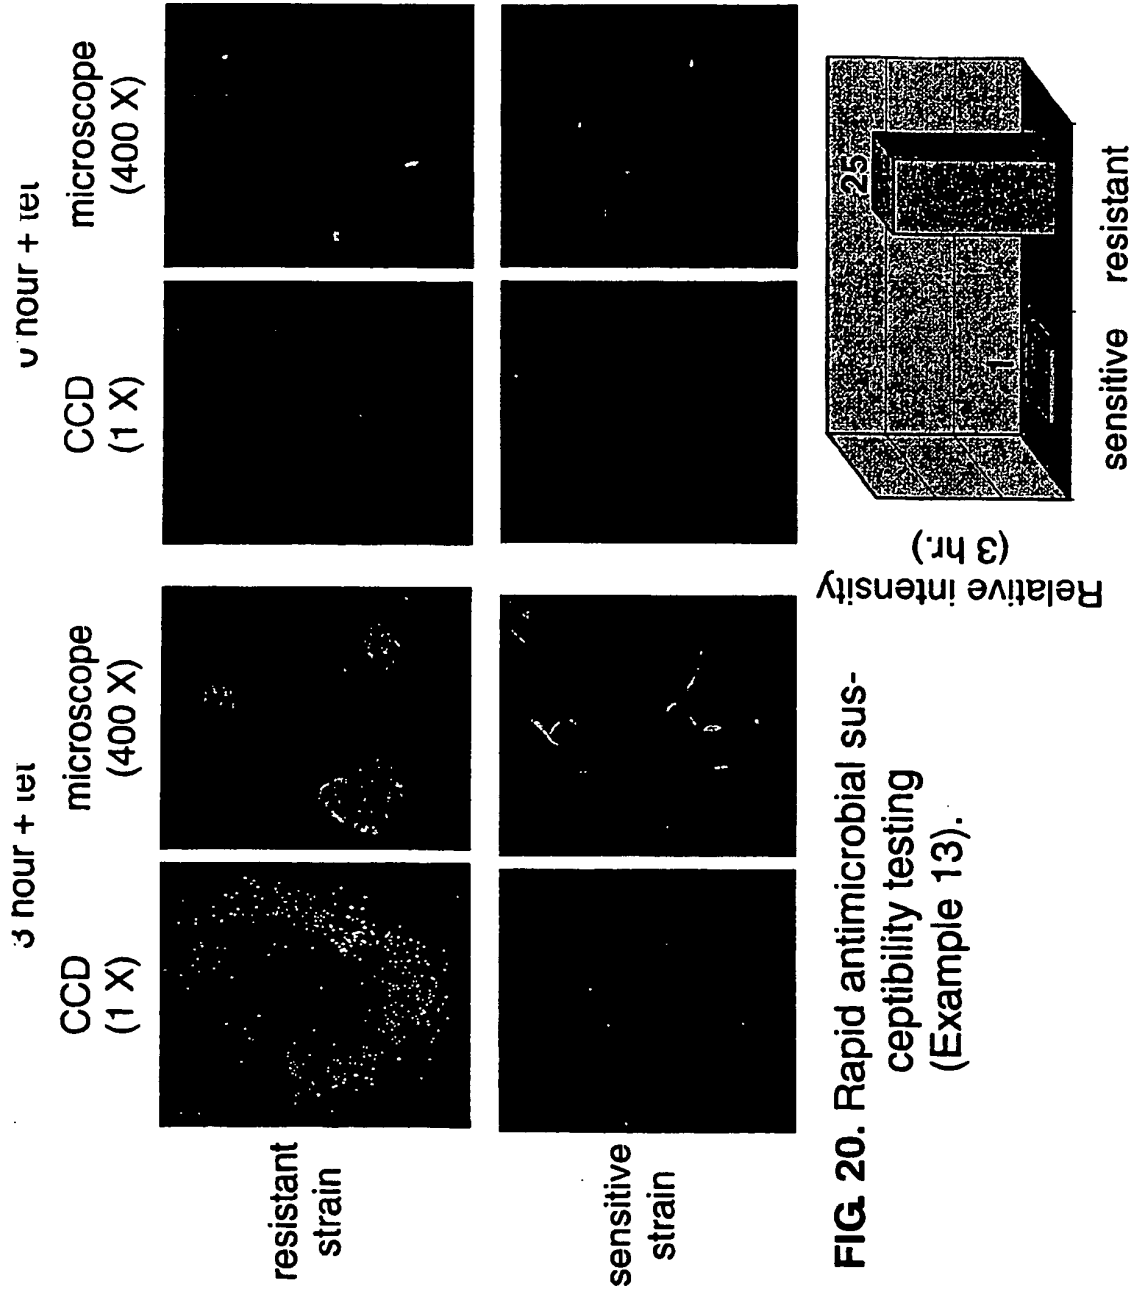 3 hour + tet
0 hour + tet
CCD
(1 X)
microscope
(400 X)
CCD
(1 X)
microscope
(400 X)
resistant
strain
sensitive
strain
FIG. 20. Rapid antimicrobial sus-
ceptibility testing
(Example 13).
Relative intensity
(3 hr.)
1
25
sensitive
resistant